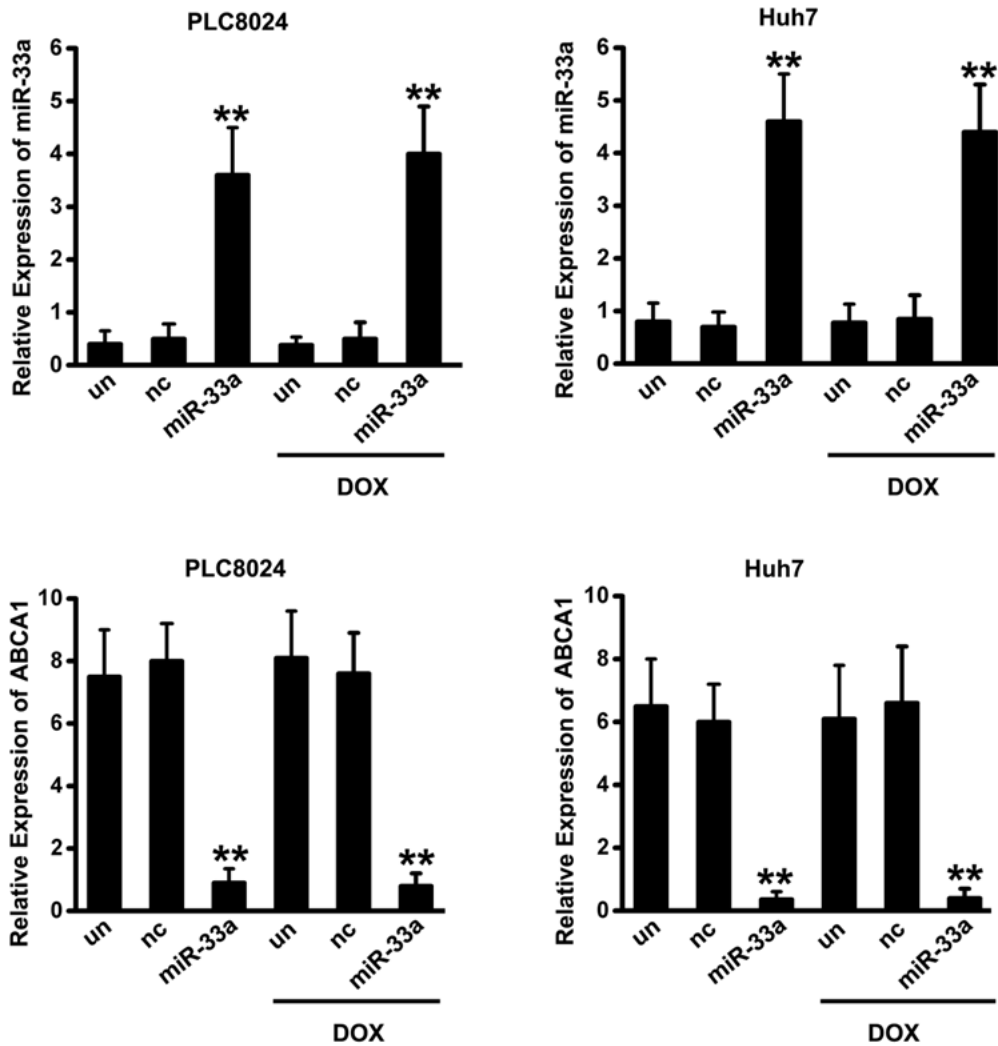 PLC8024
Relative Expression of miR-33a
6
5
4
3
2
1
0
**
**
un
nc
miR-33a
un
nc
miR-33a
DOX
Huh7
Relative Expression of miR-33a
6
5
4
3
2
1
0
**
**
un
nc
miR-33a
un
nc
miR-33a
DOX
PLC8024
Relative Expression of ABCA1
10
8
6
4
2
0
**
**
un
nc
miR-33a
un
nc
miR-33a
DOX
Huh7
Relative Expression of ABCA1
10
8
6
4
2
0
**
**
un
nc
miR-33a
un
nc
miR-33a
DOX